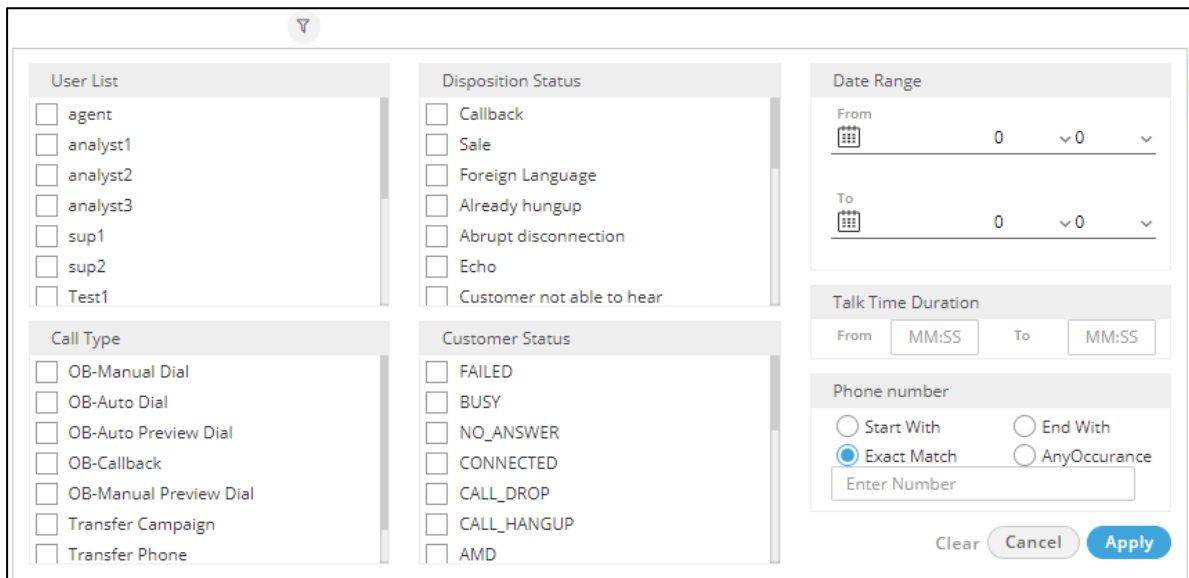 User List
agent
analyst1
analyst2
analyst3
sup1
sup2
Test1
Disposition Status
Callback
Sale
Foreign Language
Already hungup
Abrupt disconnection
Echo
Customer not able to hear
Date Range
From
0 0
To
0 0
Talk Time Duration
From MM:SS To MM:SS
Call Type
OB-Manual Dial
OB-Auto Dial
OB-Auto Preview Dial
OB-Callback
OB-Manual Preview Dial
Transfer Campaign
Transfer Phone
Customer Status
FAILED
BUSY
NO_ANSWER
CONNECTED
CALL_DROP
CALL_HANGUP
AMD
Phone number
Start With End With
Exact Match AnyOccurance
Enter Number
Clear Cancel Apply